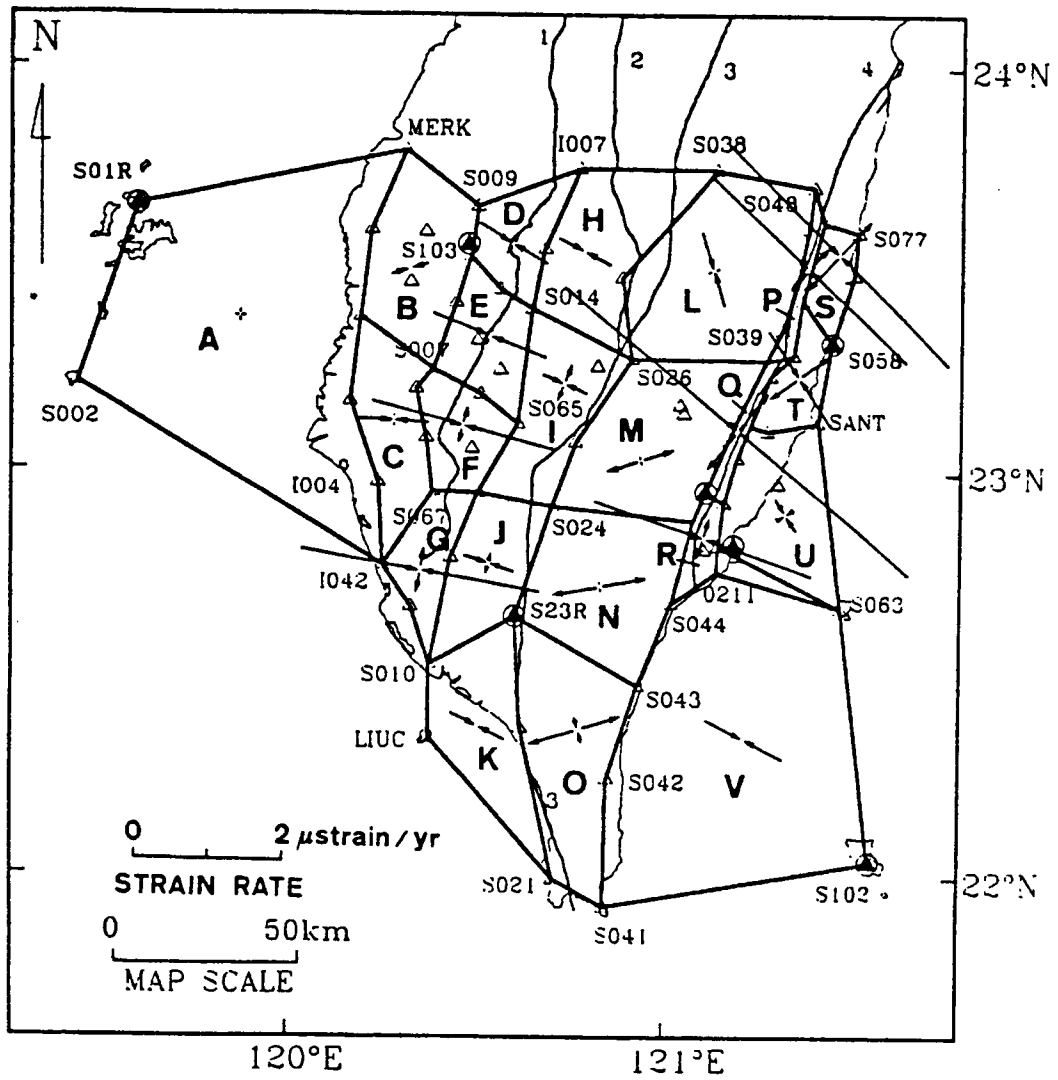 N
1
2
3
4
24°N
MERK
I007
S038
S01R
S009
S048
D
H
S077
S103
B
E
S014
L
P
S
A
S039
S007
S026
S058
Q
S002
S065
T
SANT
I
M
C
F
23°N
I004
S067
S024
G
J
R
U
I042
0211
S063
S23R
N
S044
S010
S043
LIUC
K
O
S042
V
3
0 2 μstrain/yr
STRAIN RATE
S021
S102
22°N
0 50km
S041
MAP SCALE
120°E
121°E